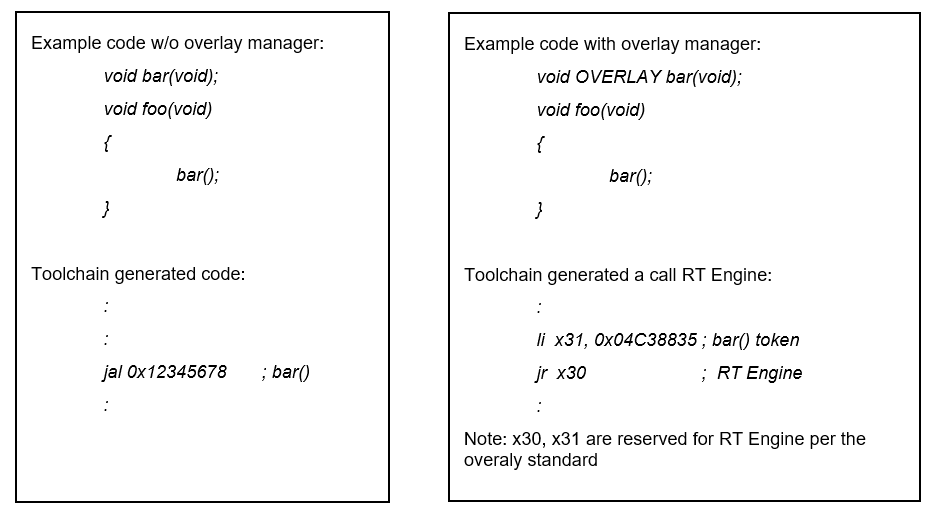 Example code w/o overlay manager:
void bar(void);
void foo(void)
{
bar();
}
Toolchain generated code:
:
:
jal 0x12345678 ; bar()
:
Example code with overlay manager:
void OVERLAY bar(void);
void foo(void)
{
bar();
}
Toolchain generated a call RT Engine:
:
li x31, 0x04C38835 ; bar() token
jr x30 ; RT Engine
:
Note: x30, x31 are reserved for RT Engine per the
overaly standard